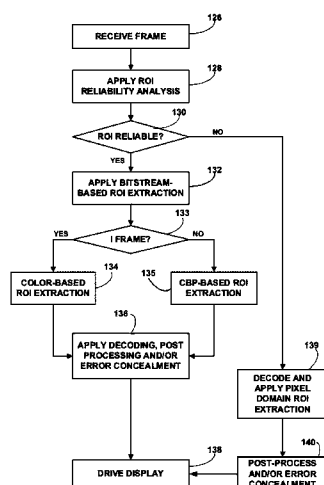 126
RECEIVE FRAME
128
APPLY ROI
RELIABILITY ANALYSIS
130
ROI RELIABLE?
NO
YES
132
APPLY BITSTREAM-
BASED ROI EXTRACTION
133
YES
I FRAME?
NO
COLOR-BASED
ROI EXTRACTION
134
135
CBP-BASED ROI
EXTRACTION
136
APPLY DECODING, POST
PROCESSING AND/OR
ERROR CONCEALMENT
139
DECODE AND
APPLY PIXEL
DOMAIN ROI
EXTRACTION
138
140
DRIVE DISPLAY
POST-PROCESS
AND/OR ERROR
CONCEALMENT